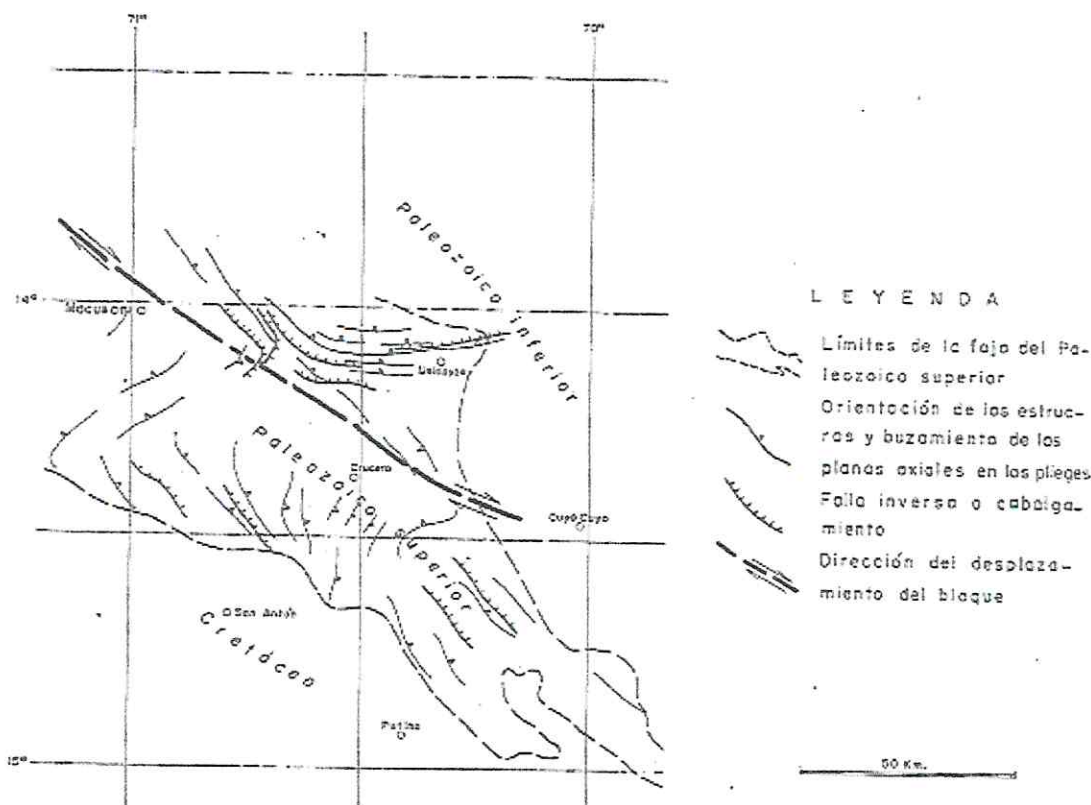 71°
70°
Paleozoico inferior
14°
Macusani
Crucero
Paleozoico superior
Cuyo Cuyo
San Antón
Cretáceo
Putina
15°
LEYENDA
Límites de la faja del Pa-
leozoico superior
Orientación de las estruc-
ras y buzamiento de los
planos axiales en los plieges
Falla inversa o cabalga-
miento
Dirección del desplaza-
miento del bloque
50 Km.